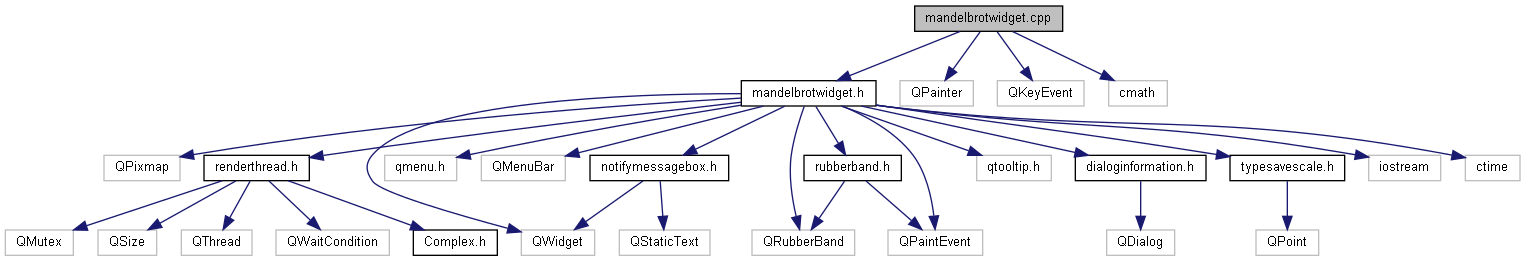 mandelbrotwidget.cpp
mandelbrotwidget.h
QPainter
QKeyEvent
cmath
QPixmap
renderthread.h
qmenu.h
QMenuBar
notifymessagebox.h
rubberband.h
qtooltip.h
dialoginformation.h
typesavescale.h
iostream
ctime
QMutex
QSize
QThread
QWaitCondition
Complex.h
QWidget
QStaticText
QRubberBand
QPaintEvent
QDialog
QPoint